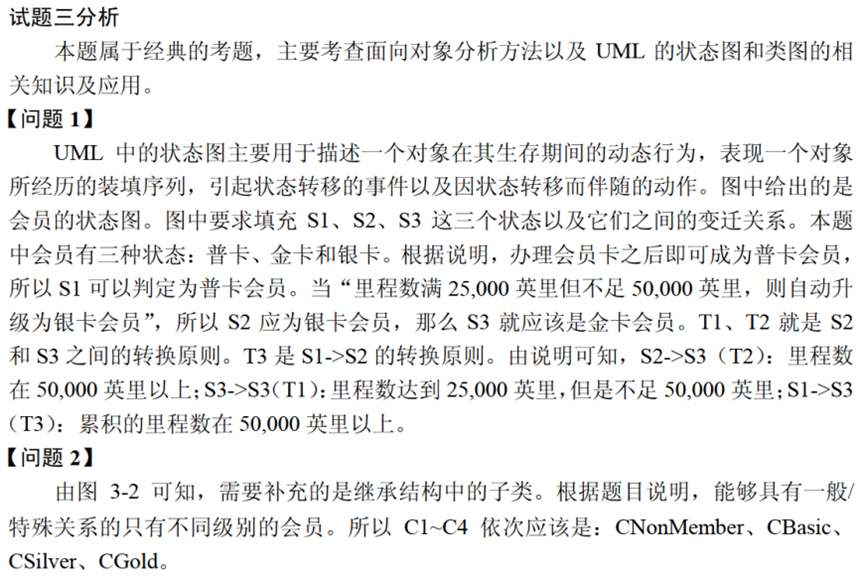 试题三分析
本题属于经典的考题，主要考查面向对象分析方法以及 UML 的状态图和类图的相
关知识及应用。
【问题 1】
UML 中的状态图主要用于描述一个对象在其生存期间的动态行为，表现一个对象
所经历的装填序列，引起状态转移的事件以及因状态转移而伴随的动作。图中给出的是
会员的状态图。图中要求填充 S1、S2、S3 这三个状态以及它们之间的变迁关系。本题
中会员有三种状态：普卡、金卡和银卡。根据说明，办理会员卡之后即可成为普卡会员，
所以 S1 可以判定为普卡会员。当“里程数满 25,000 英里但不足 50,000 英里，则自动升
级为银卡会员”，所以 S2 应为银卡会员，那么 S3 就应该是金卡会员。T1、T2 就是 S2
和 S3 之间的转换原则。T3 是 S1->S2 的转换原则。由说明可知，S2->S3（T2）：里程数
在 50,000 英里以上；S3->S3（T1）：里程数达到 25,000 英里，但是不足 50,000 英里；S1->S3
（T3）：累积的里程数在 50,000 英里以上。
【问题 2】
由图 3-2 可知，需要补充的是继承结构中的子类。根据题目说明，能够具有一般/
特殊关系的只有不同级别的会员。所以 C1~C4 依次应该是：CNonMember、CBasic、
CSilver、CGold。